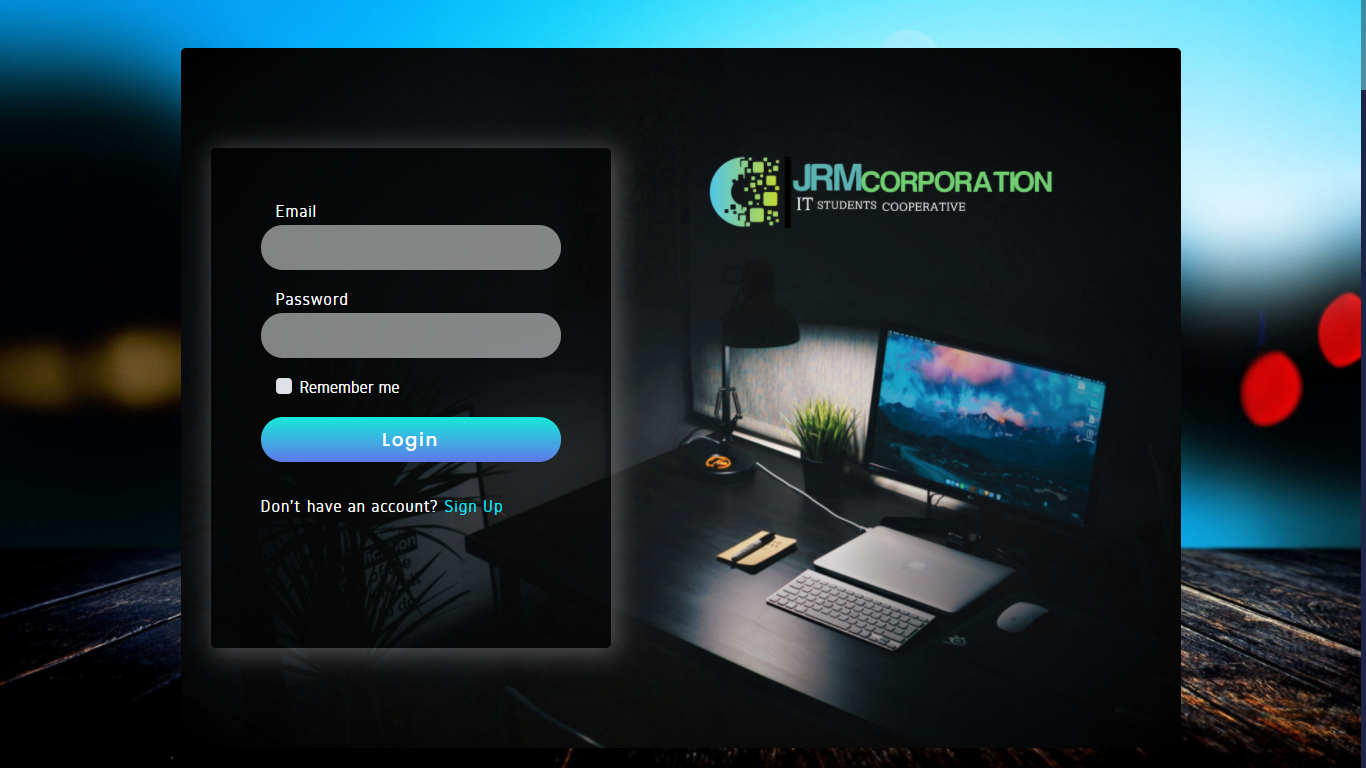 Email
Password
Remember me
Login
Don't have an account? Sign Up
JRMCORPORATION
IT STUDENTS COOPERATIVE